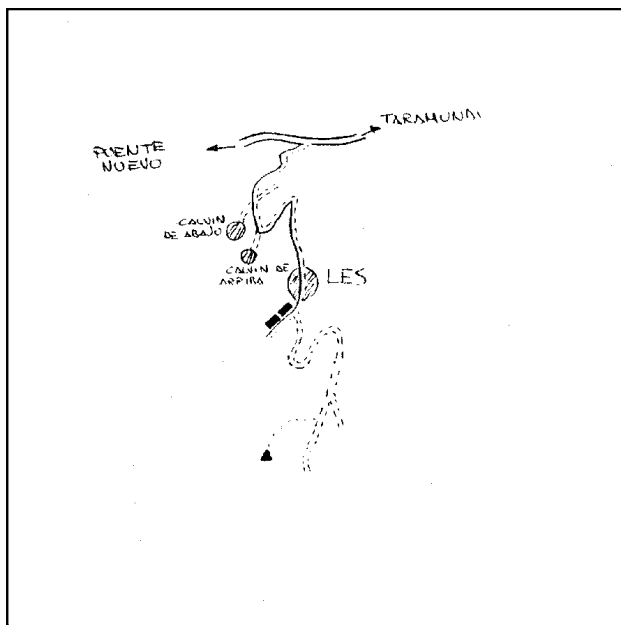 TARAMUNDI
PUENTE
NUEVO
CALVIN
DE ABAJO
CALVIN DE
ARRIBA
LES